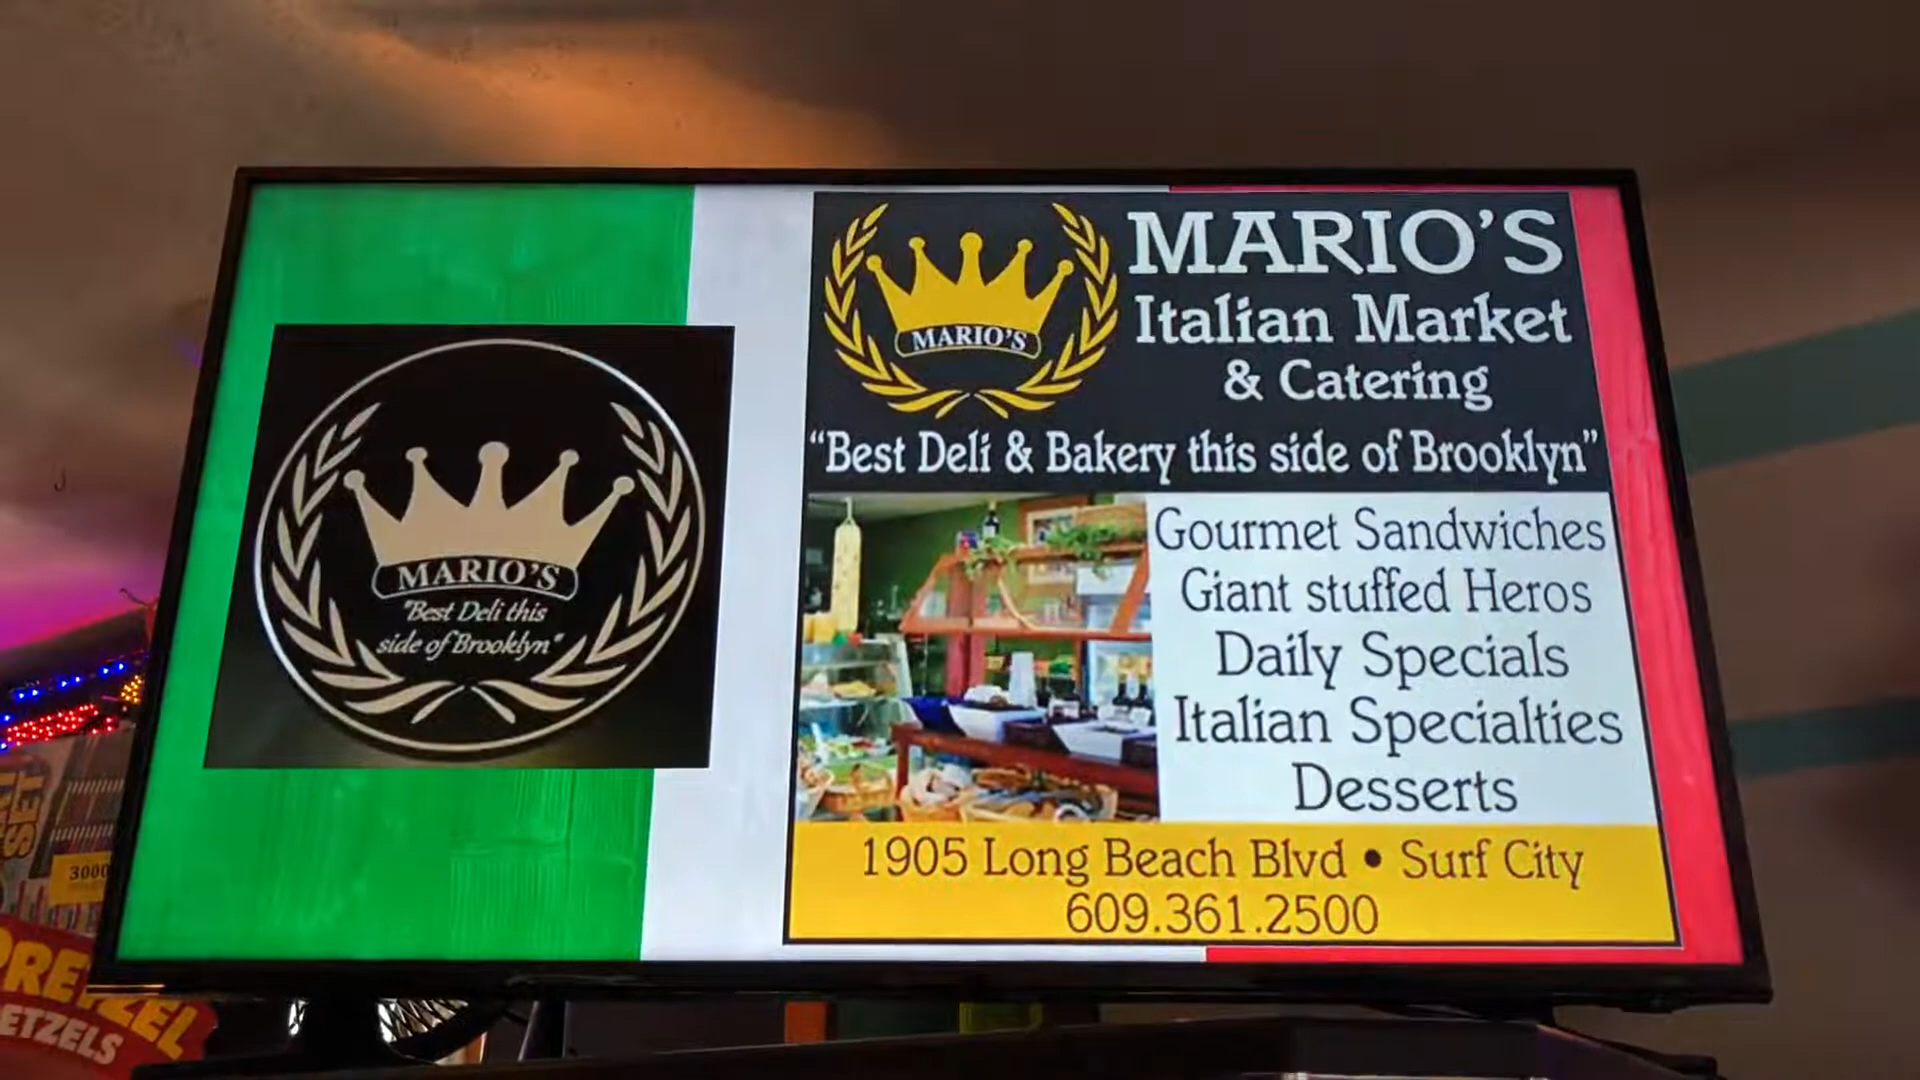 MARIO'S
"Best Deli this
side of Brooklyn"
MARIO'S
MARIO'S
Italian Market
& Catering
"Best Deli & Bakery this side of Brooklyn"
Gourmet Sandwiches
Giant stuffed Heros
Daily Specials
Italian Specialties
Desserts
1905 Long Beach Blvd • Surf City
609.361.2500
SET
3000